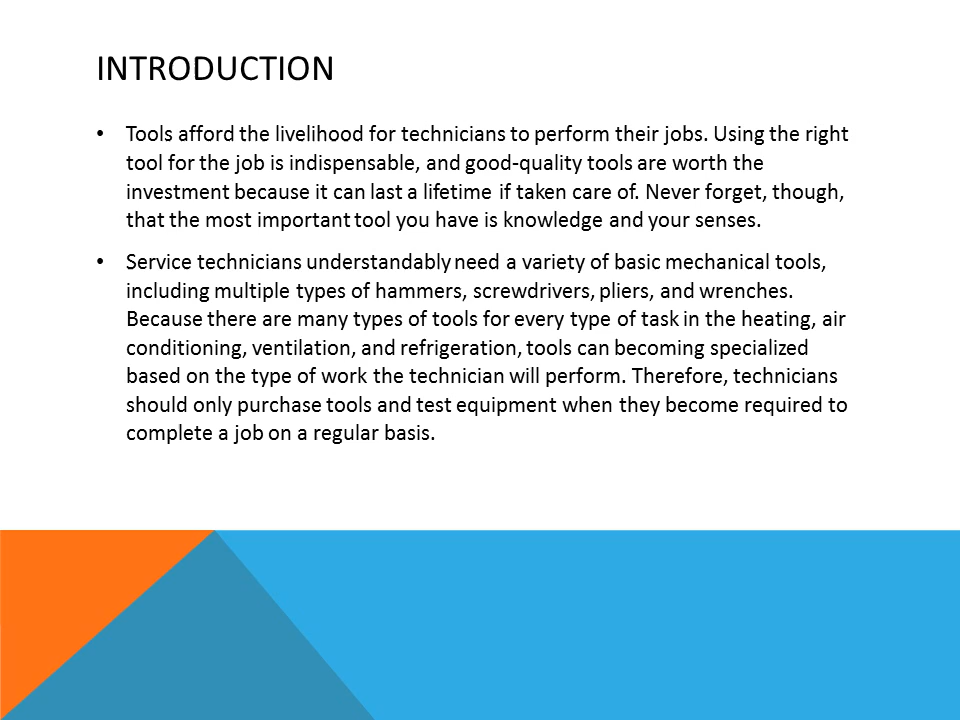 INTRODUCTION
• Tools afford the livelihood for technicians to perform their jobs. Using the right
tool for the job is indispensable, and good-quality tools are worth the
investment because it can last a lifetime if taken care of. Never forget, though,
that the most important tool you have is knowledge and your senses.
• Service technicians understandably need a variety of basic mechanical tools,
including multiple types of hammers, screwdrivers, pliers, and wrenches.
Because there are many types of tools for every type of task in the heating, air
conditioning, ventilation, and refrigeration, tools can becoming specialized
based on the type of work the technician will perform. Therefore, technicians
should only purchase tools and test equipment when they become required to
complete a job on a regular basis.